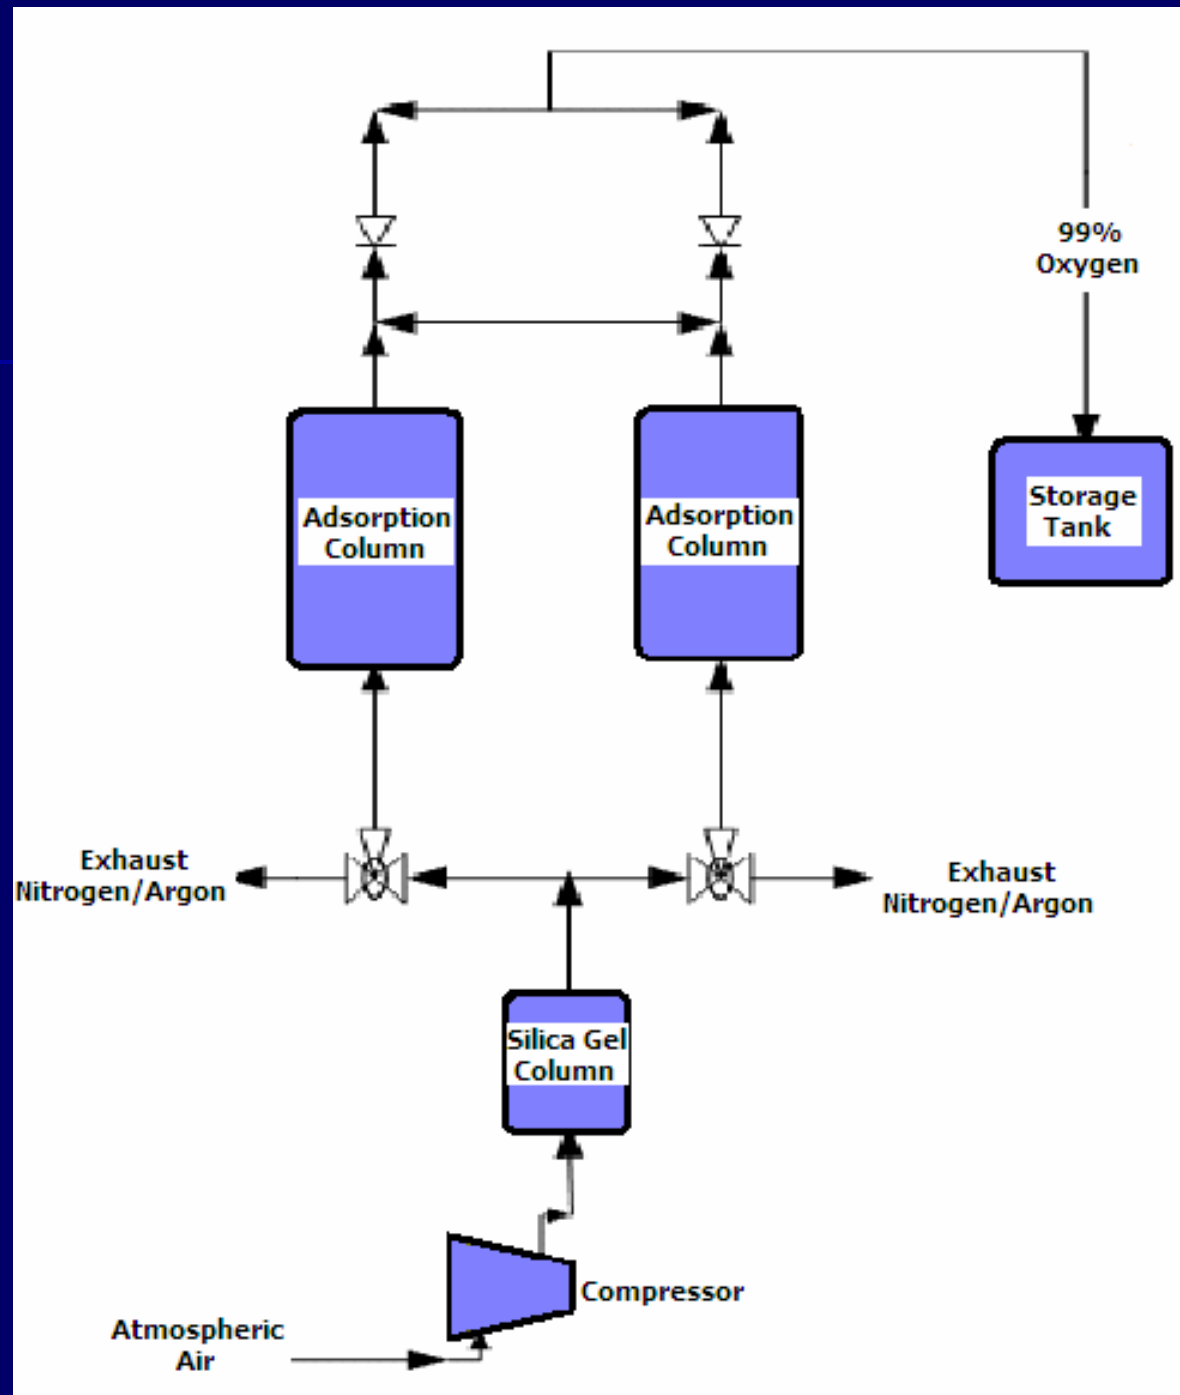 99%
Oxygen
Adsorption
Column
Adsorption
Column
Storage
Tank
Exhaust
Nitrogen/Argon
Exhaust
Nitrogen/Argon
Silica Gel
Column
Compressor
Atmospheric
Air